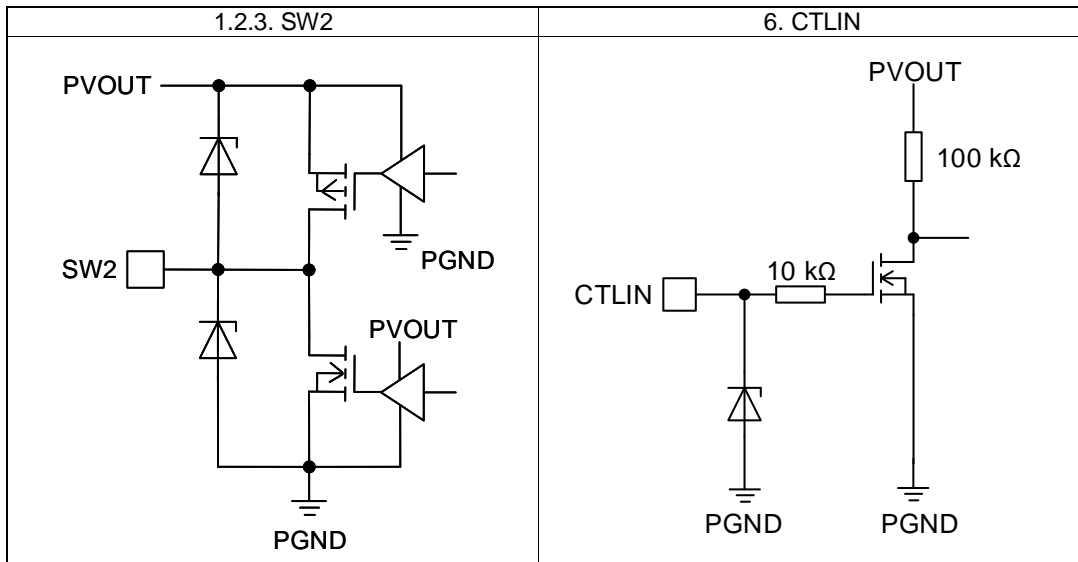 1.2.3. SW2
PVOUT
SW2
PGND
PVOUT
PGND
6. CTLIN
PVOUT
100 kΩ
10 kΩ
CTLIN
PGND
PGND